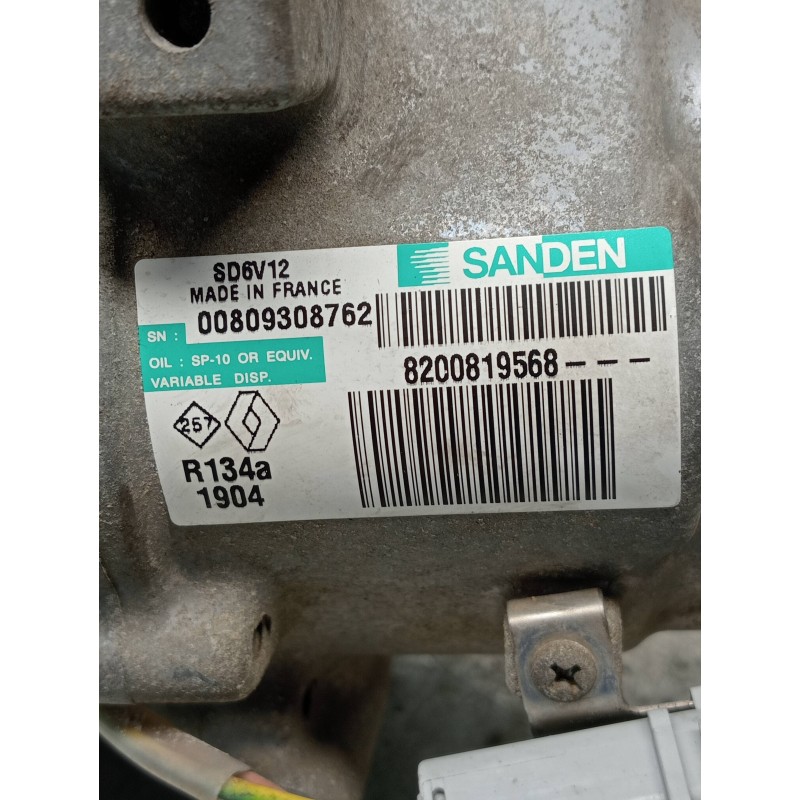 SD6V12
MADE IN FRANCE
SANDEN
SN : 00809308762
OIL : SP-10 OR EQUIV.
VARIABLE DISP.
8200819568---
257
R134a
1904